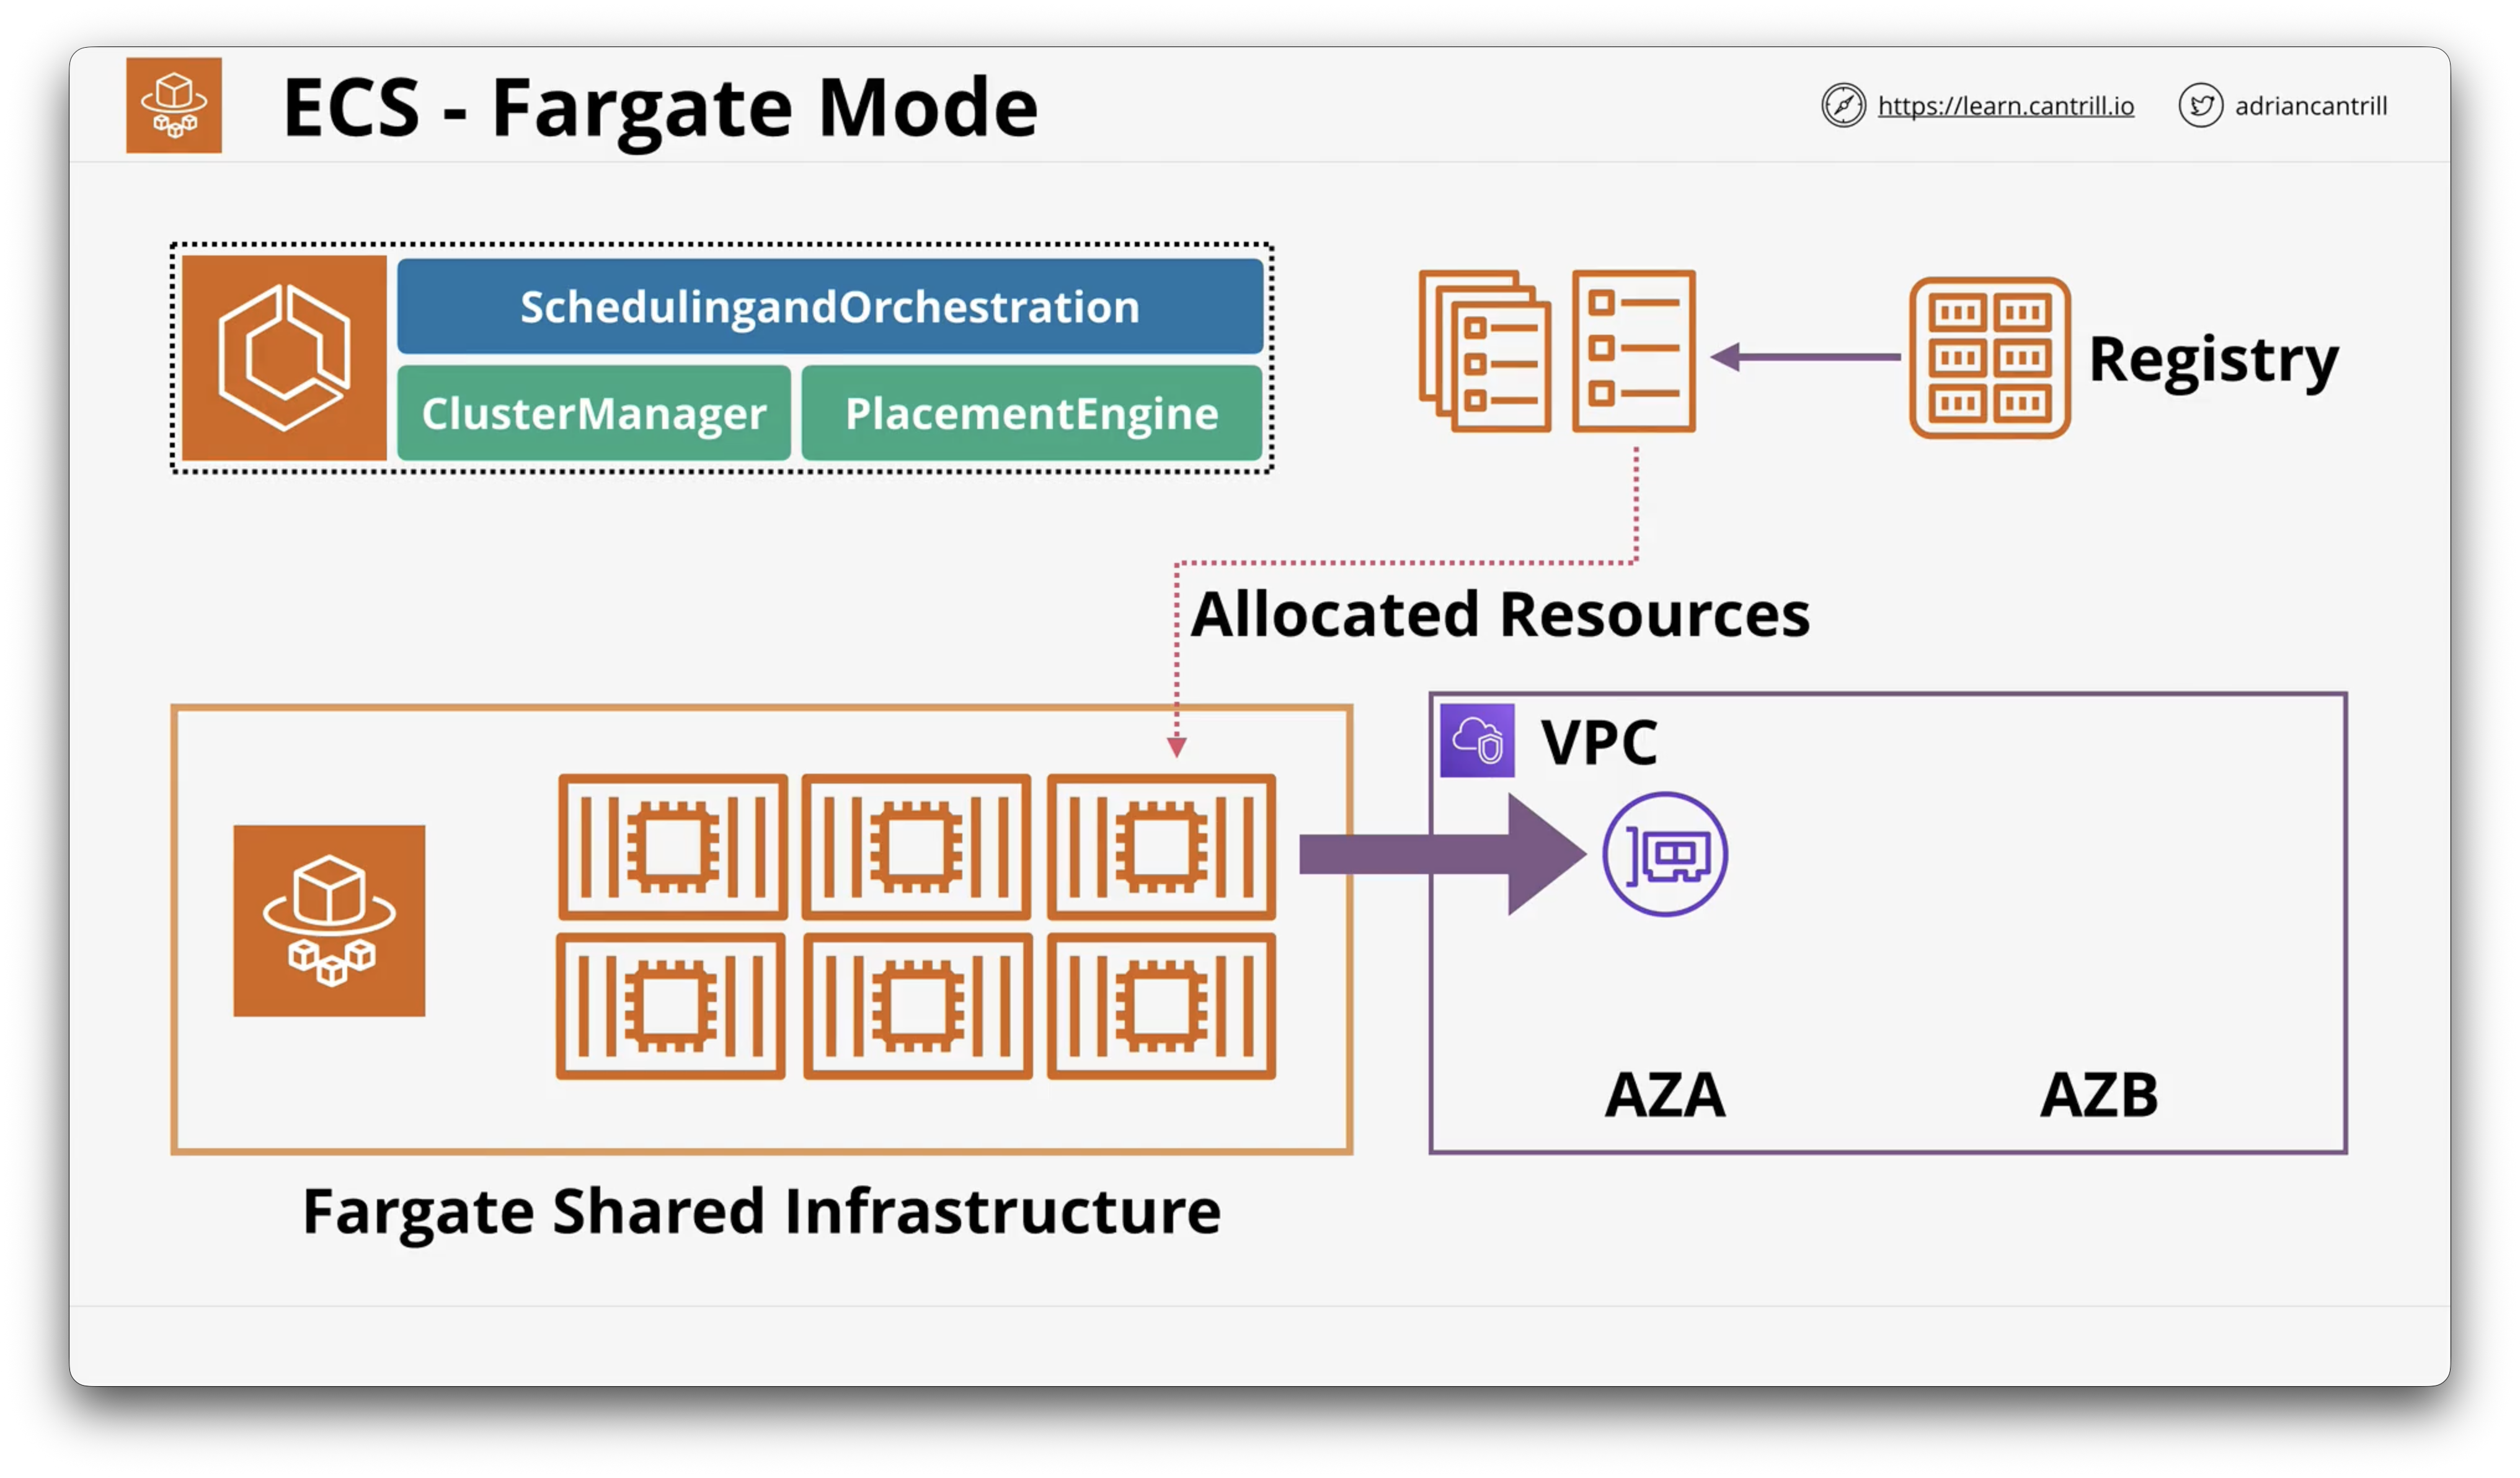 ECS - Fargate Mode
https://learn.cantrill.io
adriancantrill
SchedulingandOrchestration
ClusterManager
PlacementEngine
Registry
Allocated Resources
VPC
AZA
AZB
Fargate Shared Infrastructure